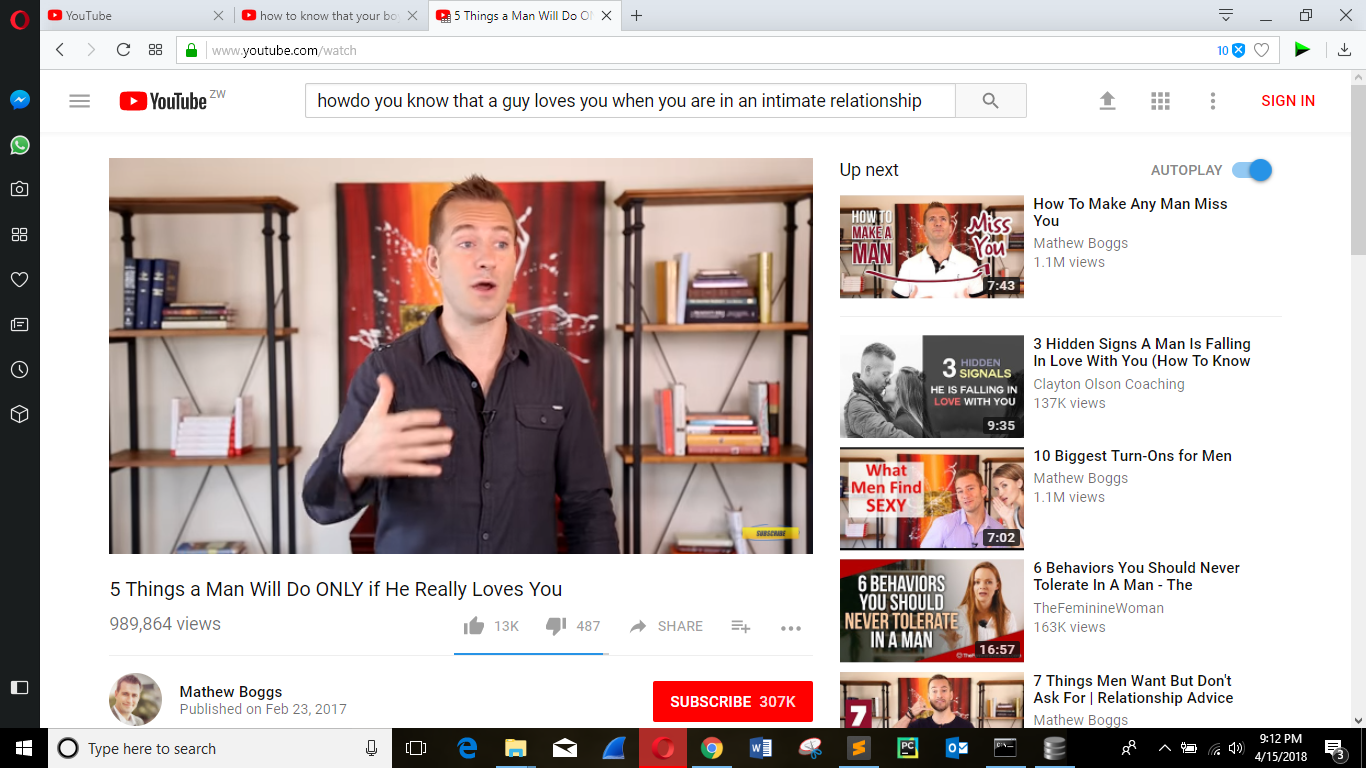 YouTube
how to know that your bo
5 Things a Man Will Do ON
www.youtube.com/watch
10
YouTube ZW
howdo you know that a guy loves you when you are in an intimate relationship
SIGN IN
SUBSCRIBE
5 Things a Man Will Do ONLY if He Really Loves You
989,864 views
13K
487
SHARE
Mathew Boggs
Published on Feb 23, 2017
SUBSCRIBE 307K
Up next
AUTOPLAY
HOW TO
MAKE A
MAN
Miss
You
7:43
How To Make Any Man Miss
You
Mathew Boggs
1.1M views
3 HIDDEN
SIGNALS
HE IS FALLING
IN LOVE WITH YOU
9:35
3 Hidden Signs A Man Is Falling
In Love With You (How To Know
Clayton Olson Coaching
137K views
What
Men Find
SEXY
7:02
10 Biggest Turn-Ons for Men
Mathew Boggs
1.1M views
6 BEHAVIORS
YOU SHOULD
NEVER TOLERATE
IN A MAN
16:57
6 Behaviors You Should Never
Tolerate In A Man - The
TheFeminineWoman
163K views
7
7 Things Men Want But Don't
Ask For | Relationship Advice
Mathew Boggs
Type here to search
PC
9:12 PM
4/15/2018
3